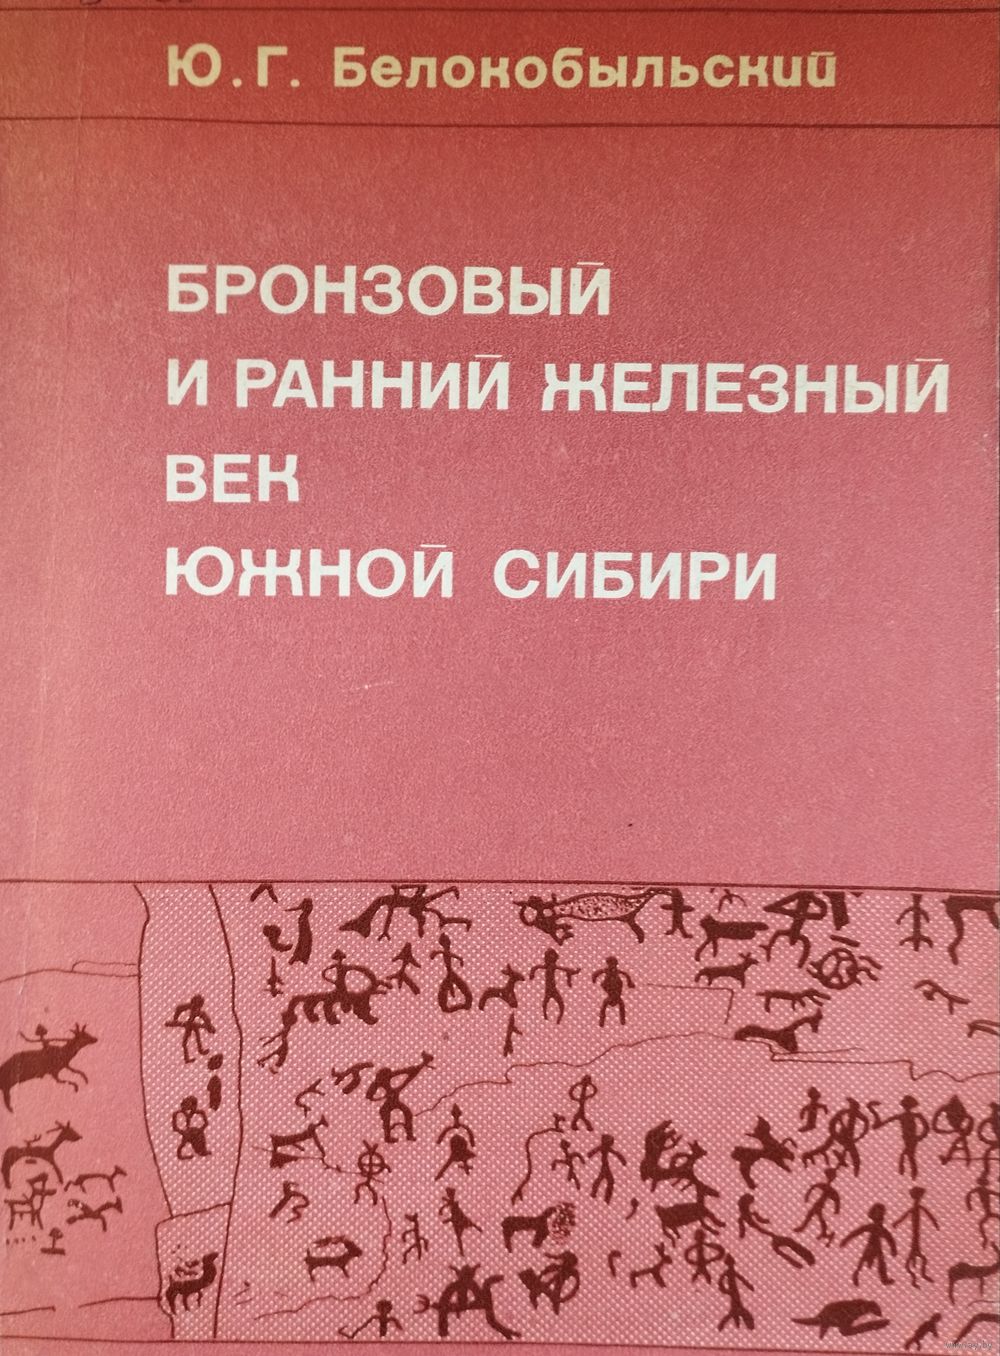 Ю.Г. Белокобыльский
БРОНЗОВЫЙ
И РАННИЙ ЖЕЛЕЗНЫЙ
ВЕК
ЮЖНОЙ СИБИРИ